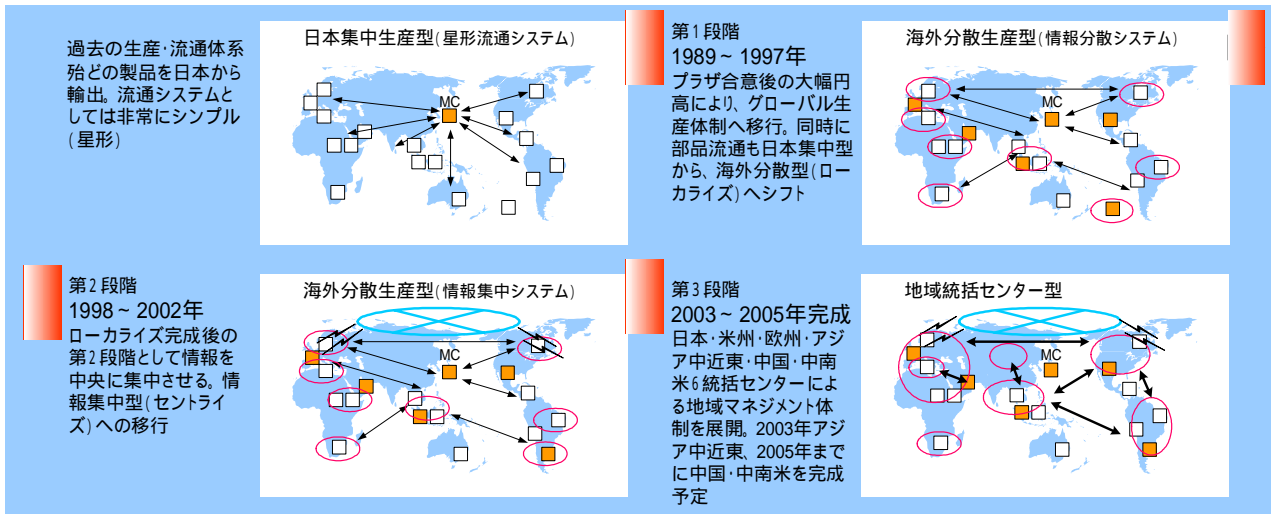 過去の生産･流通体系
殆どの製品を日本から
輸出。流通システムと
しては非常にシンプル
(星形)
日本集中生産型(星形流通システム)
MC
第1段階
1989～1997年
プラザ合意後の大幅円
高により、グローバル生
産体制へ移行。同時に
部品流通も日本集中型
から、海外分散型(ロー
カライズ)へシフト
海外分散生産型(情報分散システム)
MC
第2段階
1998～2002年
ローカライズ完成後の
第2段階として情報を
中央に集中させる。情
報集中型(セントライ
ズ)への移行
海外分散生産型(情報集中システム)
MC
第3段階
2003～2005年完成
日本･米州･欧州･アジ
ア中近東･中国･中南
米6統括センターによ
る地域マネジメント体
制を展開。2003年アジ
ア中近東、2005年まで
に中国･中南米を完成
予定
地域統括センター型
MC